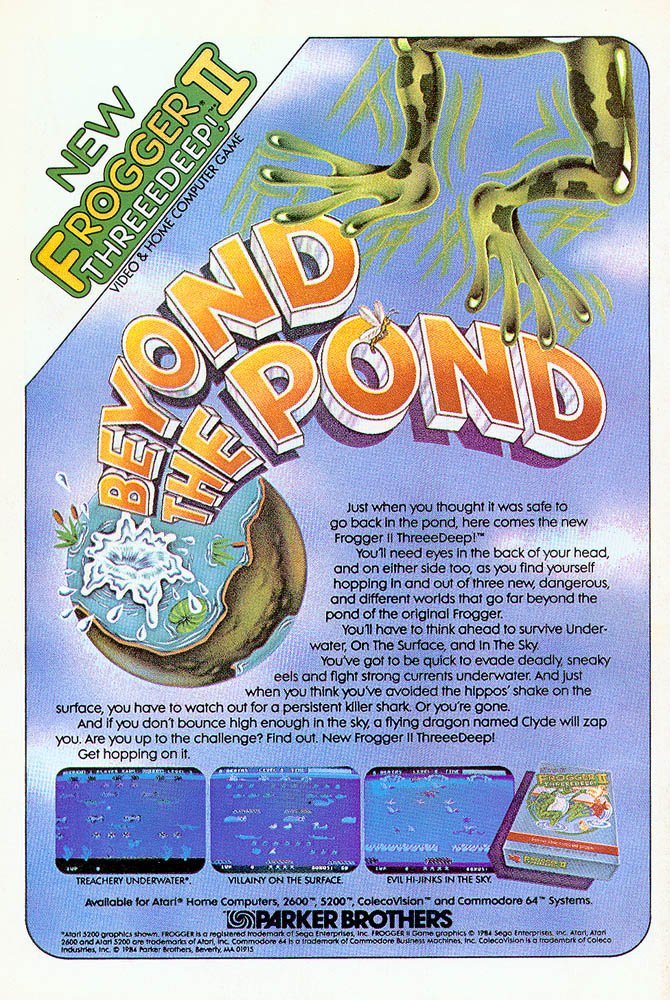 NEW
FROGGER® II
THREEEDEEP!™
VIDEO & HOME COMPUTER GAME
BEYOND
THE POND
Just when you thought it was safe to
go back in the pond, here comes the new
Frogger II ThreeeDeep!™
You'll need eyes in the back of your head,
and on either side too, as you find yourself
hopping in and out of three new, dangerous,
and different worlds that go far beyond the
pond of the original Frogger.
You'll have to think ahead to survive Under-
water, On The Surface, and In The Sky.
You've got to be quick to evade deadly, sneaky
eels and fight strong currents underwater. And just
when you think you've avoided the hippos' shake on the
surface, you have to watch out for a persistent killer shark. Or you're gone.
And if you don't bounce high enough in the sky, a flying dragon named Clyde will zap
you. Are you up to the challenge? Find out. New Frogger II ThreeeDeep!
Get hopping on it.
FROGGER II
THREEEDEEP!
FROGGER II
TREACHERY UNDERWATER*.
VILLAINY ON THE SURFACE.
EVIL HI-JINKS IN THE SKY.
Available for Atari® Home Computers, 2600™, 5200™, ColecoVision™ and Commodore 64™ Systems.
PARKER BROTHERS
*Atari 5200 graphics shown. FROGGER is a registered trademark of Sega Enterprises, Inc. FROGGER II Game graphics © 1984 Sega Enterprises, Inc. Atari, Atari
2600 and Atari 5200 are trademarks of Atari, Inc. Commodore 64 is a trademark of Commodore Business Machines, Inc. ColecoVision is a trademark of Coleco
Industries, Inc. © 1984 Parker Brothers, Beverly, MA 01915